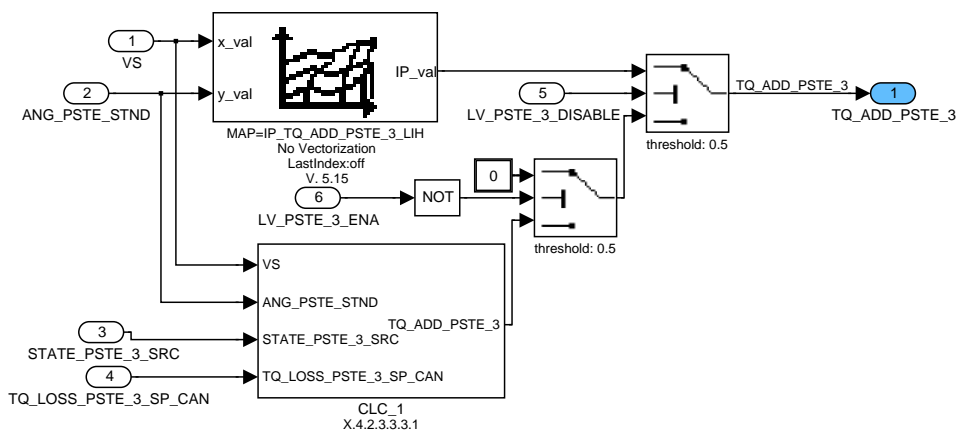 1
VS
x_val
IP_val
2
ANG_PSTE_STND
y_val
MAP=IP_TQ_ADD_PSTE_3_LIH
No Vectorization
LastIndex:off
V. 5.15
5
LV_PSTE_3_DISABLE
threshold: 0.5
TQ_ADD_PSTE_3
1
TQ_ADD_PSTE_3
6
LV_PSTE_3_ENA
NOT
0
threshold: 0.5
VS
ANG_PSTE_STND
TQ_ADD_PSTE_3
3
STATE_PSTE_3_SRC
STATE_PSTE_3_SRC
4
TQ_LOSS_PSTE_3_SP_CAN
TQ_LOSS_PSTE_3_SP_CAN
CLC_1
X.4.2.3.3.3.1